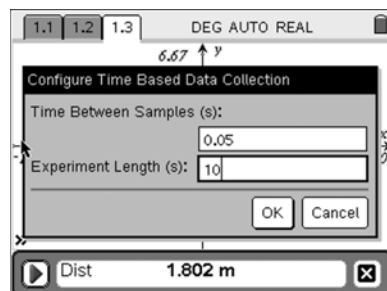 1.1 1.2 1.3 DEG AUTO REAL
6.67 y
Configure Time Based Data Collection
Time Between Samples (s):
0.05
Experiment Length (s): 10
OK Cancel
Dist 1.802 m